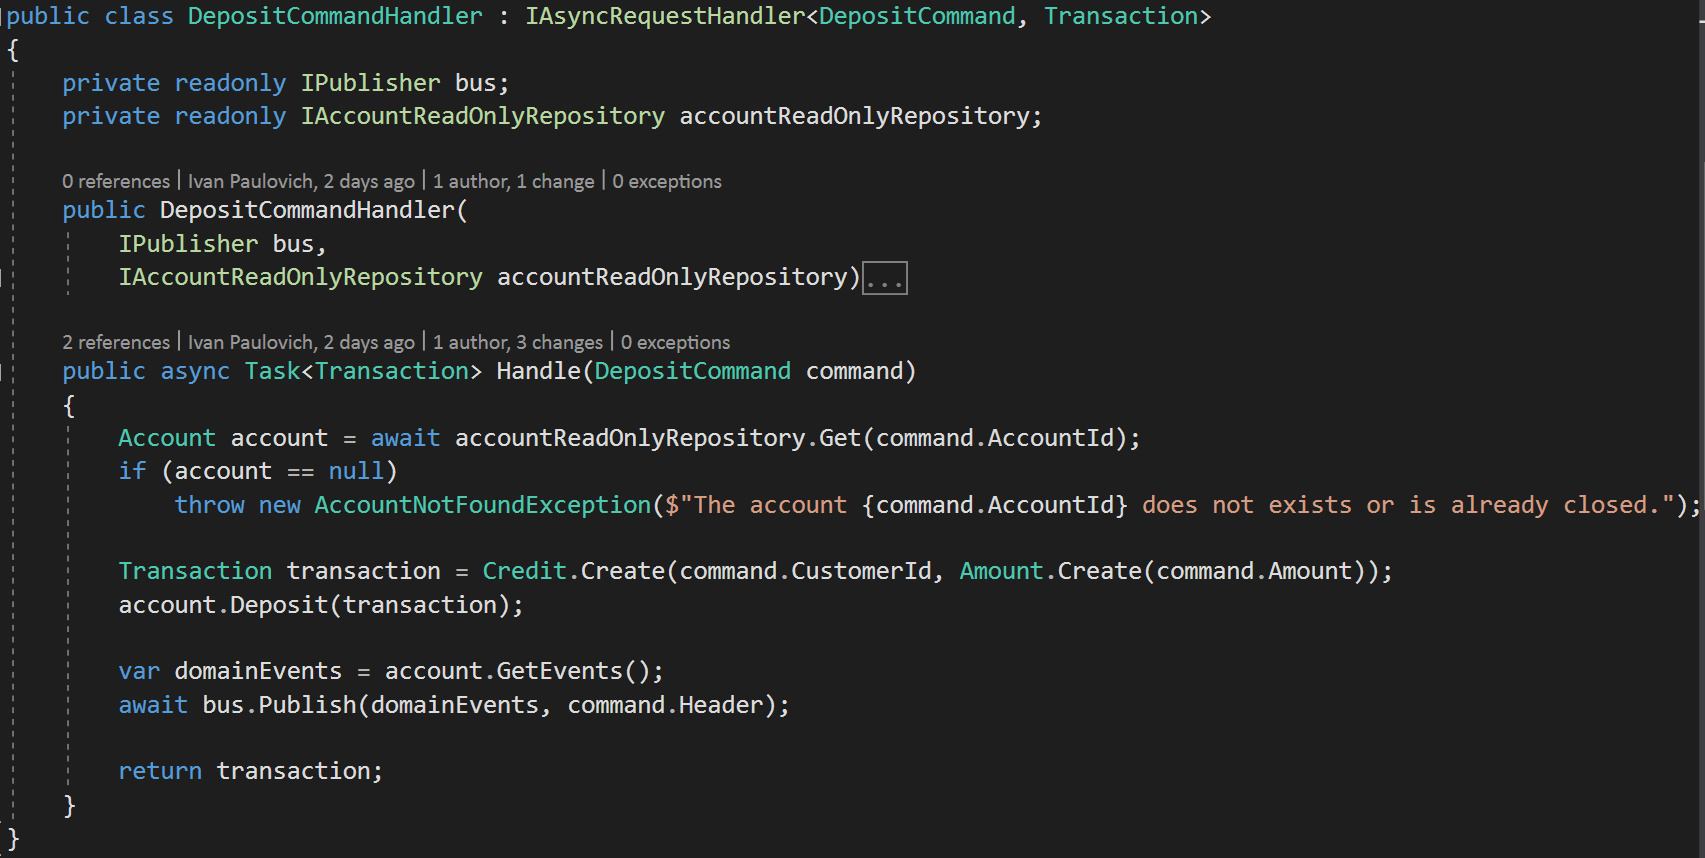 public class DepositCommandHandler : IAsyncRequestHandler<DepositCommand, Transaction>
{
    private readonly IPublisher bus;
    private readonly IAccountReadOnlyRepository accountReadOnlyRepository;
    0 references | Ivan Paulovich, 2 days ago | 1 author, 1 change | 0 exceptions
    public DepositCommandHandler(
        IPublisher bus,
        IAccountReadOnlyRepository accountReadOnlyRepository)...
    2 references | Ivan Paulovich, 2 days ago | 1 author, 3 changes | 0 exceptions
    public async Task<Transaction> Handle(DepositCommand command)
    {
        Account account = await accountReadOnlyRepository.Get(command.AccountId);
        if (account == null)
            throw new AccountNotFoundException($"The account {command.AccountId} does not exists or is already closed.");
        Transaction transaction = Credit.Create(command.CustomerId, Amount.Create(command.Amount));
        account.Deposit(transaction);
        var domainEvents = account.GetEvents();
        await bus.Publish(domainEvents, command.Header);
        return transaction;
    }
}